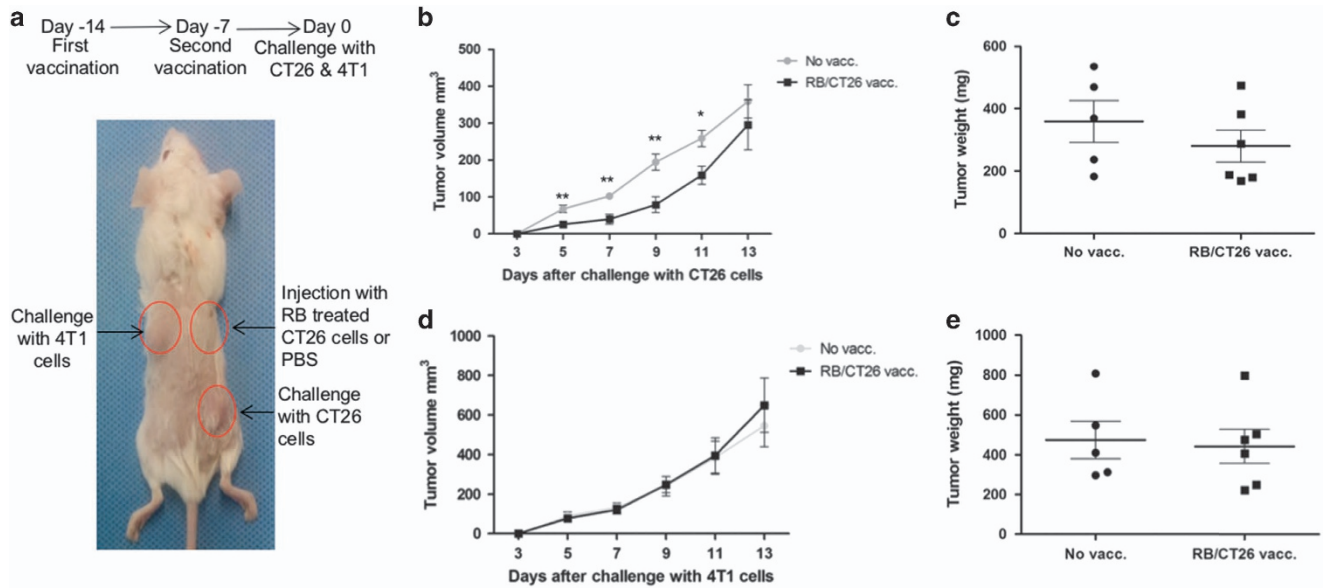 a
Day -14 Day -7 Day 0
First Second Challenge with
vaccination vaccination CT26 & 4T1
Challenge
with 4T1
cells
Injection with
RB treated
CT26 cells or
PBS
Challenge
with CT26
cells
b
Tumor volume mm³
500
400
300
200
100
0
** ** ** *
3 5 7 9 11 13
Days after challenge with CT26 cells
No vacc.
RB/CT26 vacc.
c
Tumor weight (mg)
600
400
200
0
No vacc. RB/CT26 vacc.
d
Tumor volume mm³
1000
800
600
400
200
0
3 5 7 9 11 13
Days after challenge with 4T1 cells
No vacc.
RB/CT26 vacc.
e
Tumor weight (mg)
1000
800
600
400
200
0
No vacc. RB/CT26 vacc.